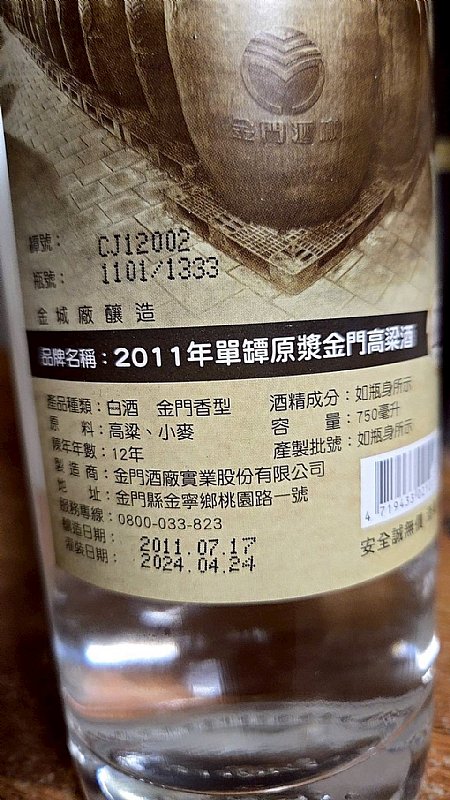 金門酒廠
罈號：CJ12002
瓶號：1101/1333
金城廠釀造
品牌名稱：2011年單罈原漿金門高粱酒
產品種類：白酒 金門香型
原料：高粱、小麥
陳年年數：12年
製造商：金門酒廠實業股份有限公司
地址：金門縣金寧鄉桃園路一號
服務專線：0800-033-823
釀造日期：2011.07.17
灌裝日期：2024.04.24
酒精成分：如瓶身所示
容量：750毫升
產製批號：如瓶身所示
4 719433 02
安全誠無價